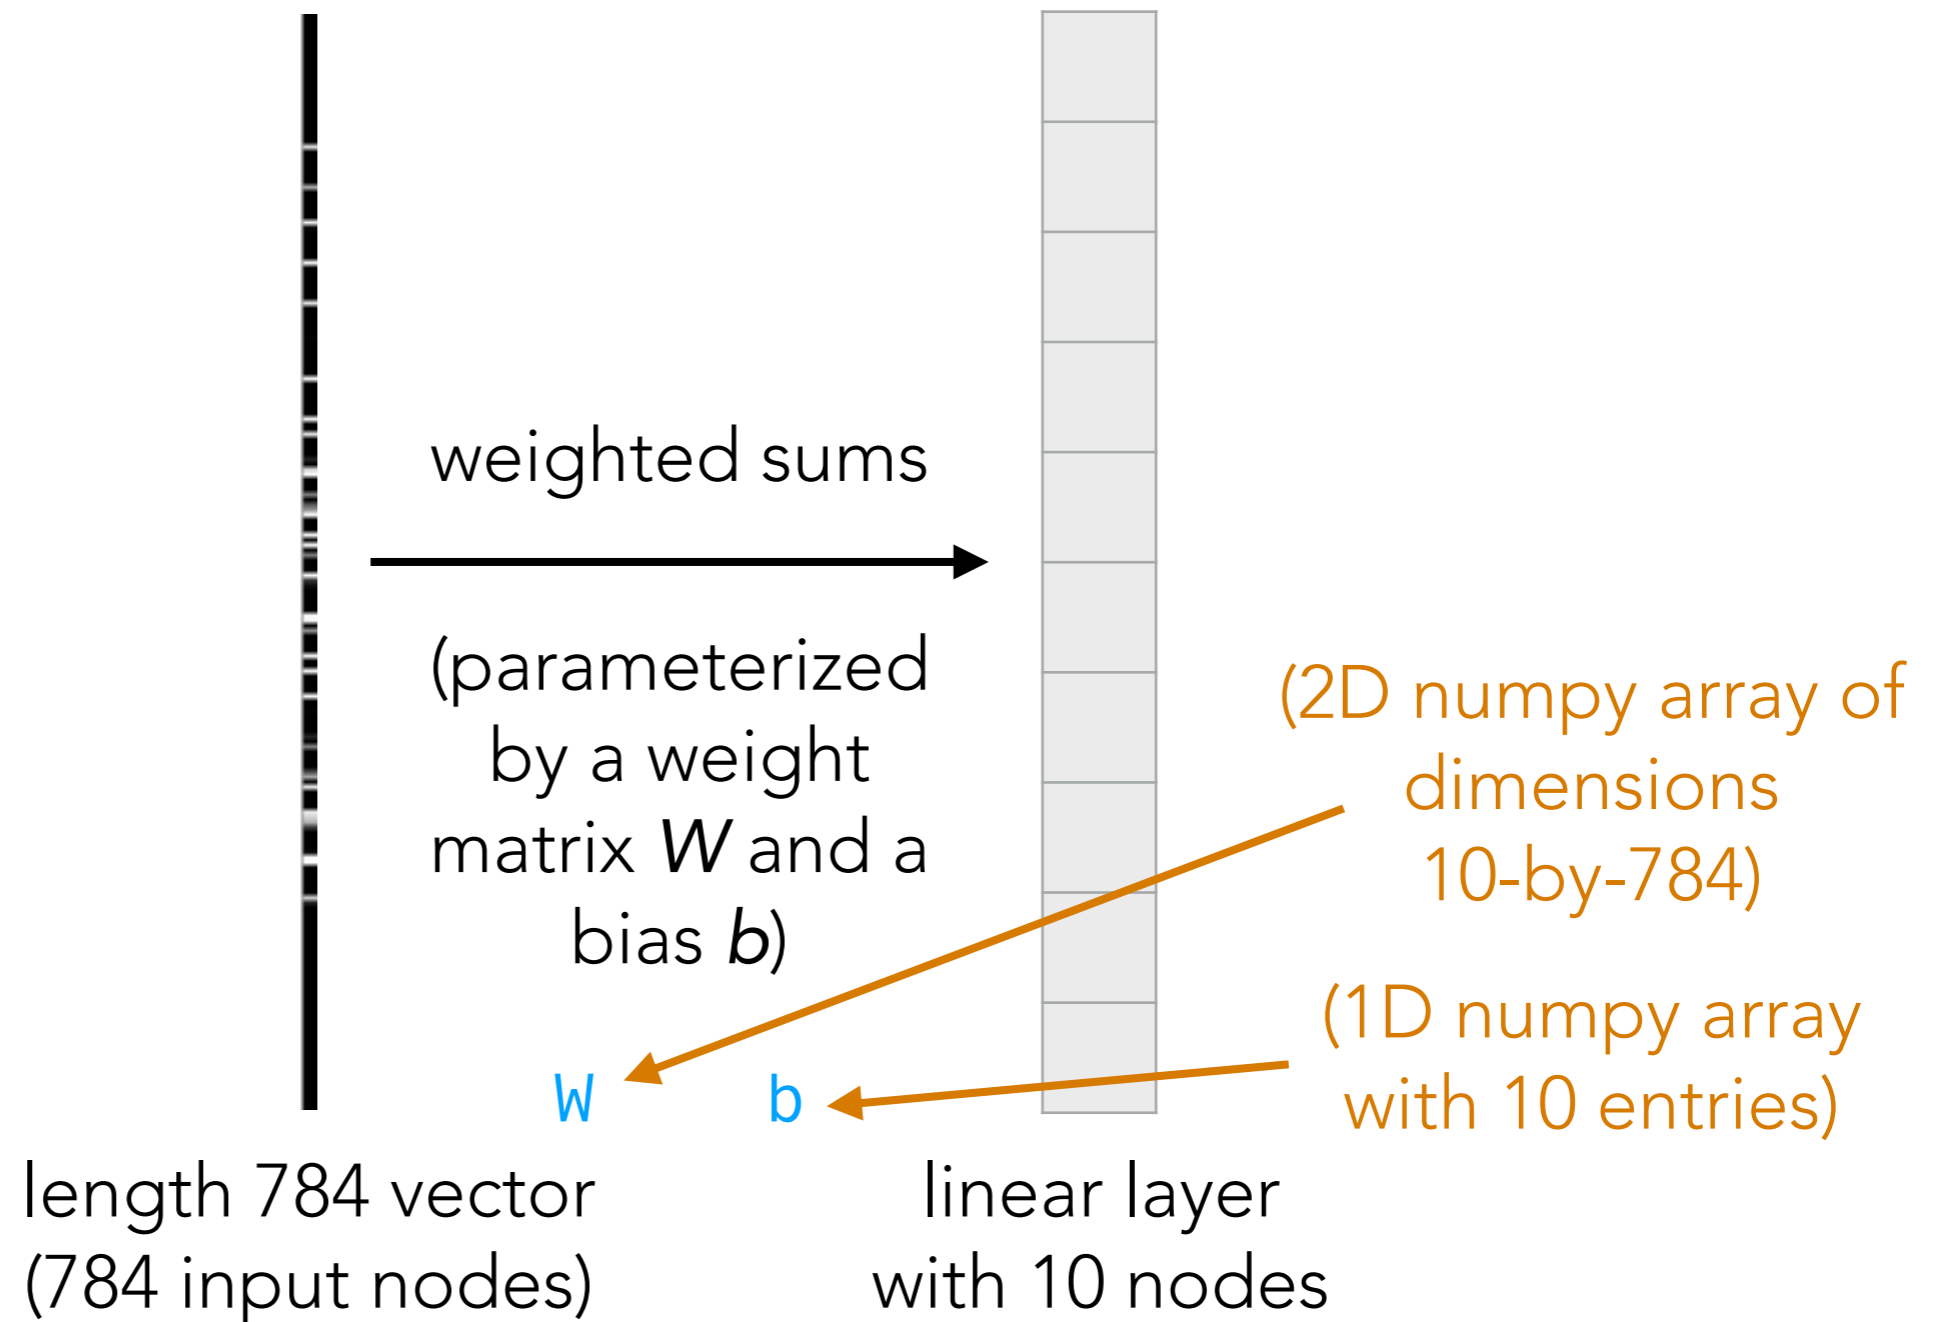 weighted sums
(parameterized
by a weight
matrix W and a
bias b)
W
b
(2D numpy array of
dimensions
10-by-784)
(1D numpy array
with 10 entries)
length 784 vector
(784 input nodes)
linear layer
with 10 nodes